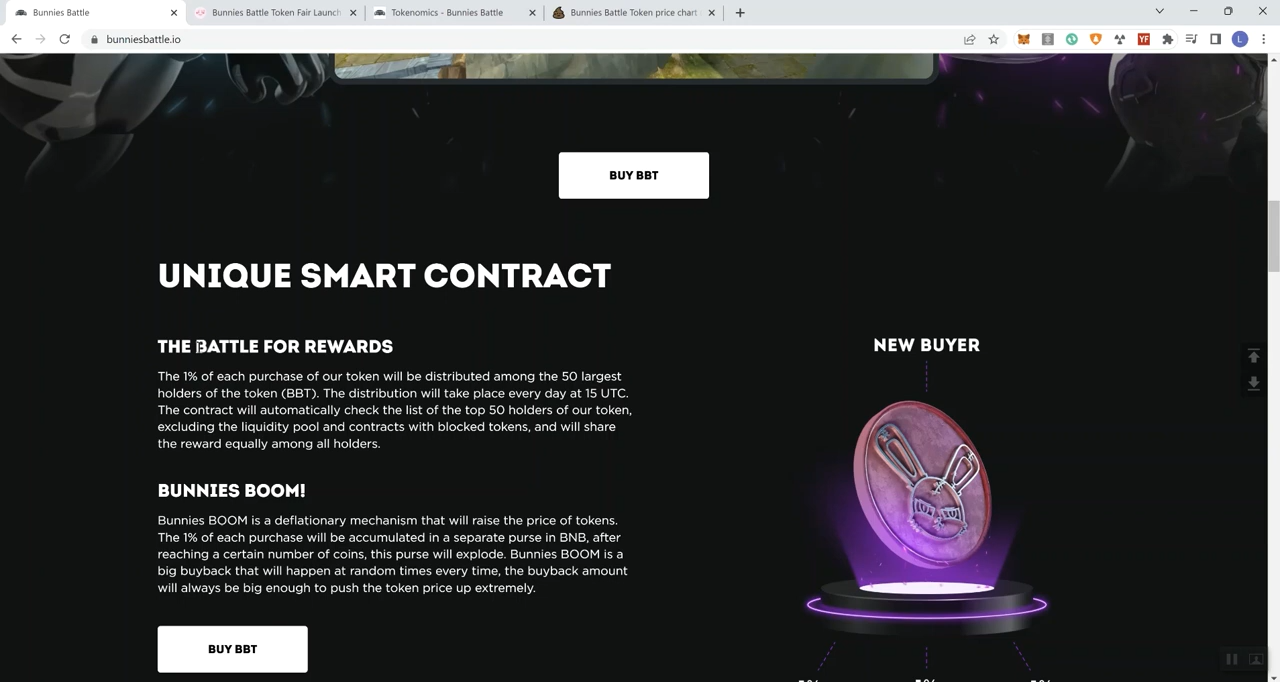 Bunnies Battle
Bunnies Battle Token Fair Launch
Tokenomics - Bunnies Battle
Bunnies Battle Token price chart
bunniesbattle.io
YF
L
BUY BBT
UNIQUE SMART CONTRACT
THE BATTLE FOR REWARDS
The 1% of each purchase of our token will be distributed among the 50 largest
holders of the token (BBT). The distribution will take place every day at 15 UTC.
The contract will automatically check the list of the top 50 holders of our token,
excluding the liquidity pool and contracts with blocked tokens, and will share
the reward equally among all holders.
BUNNIES BOOM!
Bunnies BOOM is a deflationary mechanism that will raise the price of tokens.
The 1% of each purchase will be accumulated in a separate purse in BNB, after
reaching a certain number of coins, this purse will explode. Bunnies BOOM is a
big buyback that will happen at random times every time, the buyback amount
will always be big enough to push the token price up extremely.
BUY BBT
NEW BUYER